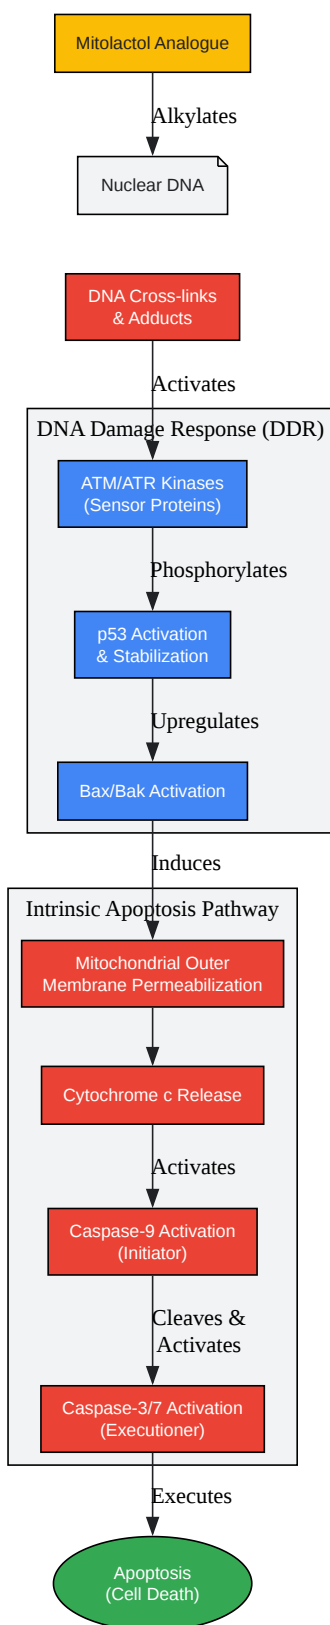 Mitolactol Analogue
Alkylates
Nuclear DNA
DNA Cross-links
& Adducts
Activates
DNA Damage Response (DDR)
ATM/ATR Kinases
(Sensor Proteins)
Phosphorylates
p53 Activation
& Stabilization
Upregulates
Bax/Bak Activation
Induces
Intrinsic Apoptosis Pathway
Mitochondrial Outer
Membrane Permeabilization
Cytochrome c Release
Activates
Caspase-9 Activation
(Initiator)
Cleaves &
Activates
Caspase-3/7 Activation
(Executioner)
Executes
Apoptosis
(Cell Death)